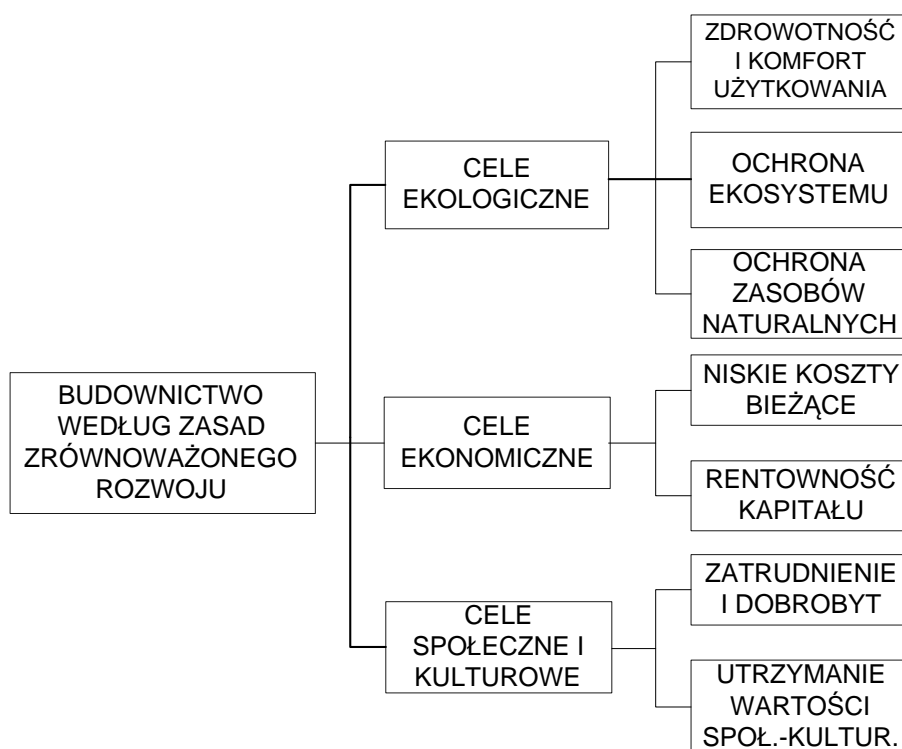 BUDOWNICTWO
WEDŁUG ZASAD
ZRÓWNOWAŻONEGO
ROZWOJU
CELE
EKOLOGICZNE
ZDROWOTNOŚĆ
I KOMFORT
UŻYTKOWANIA
OCHRONA
EKOSYSTEMU
OCHRONA
ZASOBÓW
NATURALNYCH
CELE
EKONOMICZNE
NISKIE KOSZTY
BIEŻĄCE
RENTOWNOŚĆ
KAPITAŁU
CELE
SPOŁECZNE I
KULTUROWE
ZATRUDNIENIE
I DOBROBYT
UTRZYMANIE
WARTOŚCI
SPOŁ.-KULTUR.